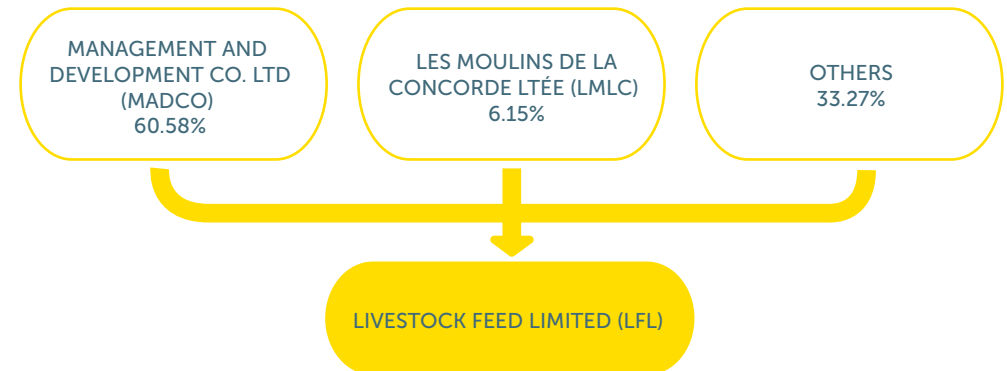 MANAGEMENT AND
DEVELOPMENT CO. LTD
(MADCO)
60.58%
LES MOULINS DE LA
CONCORDE LTÉE (LMLC)
6.15%
OTHERS
33.27%
LIVESTOCK FEED LIMITED (LFL)